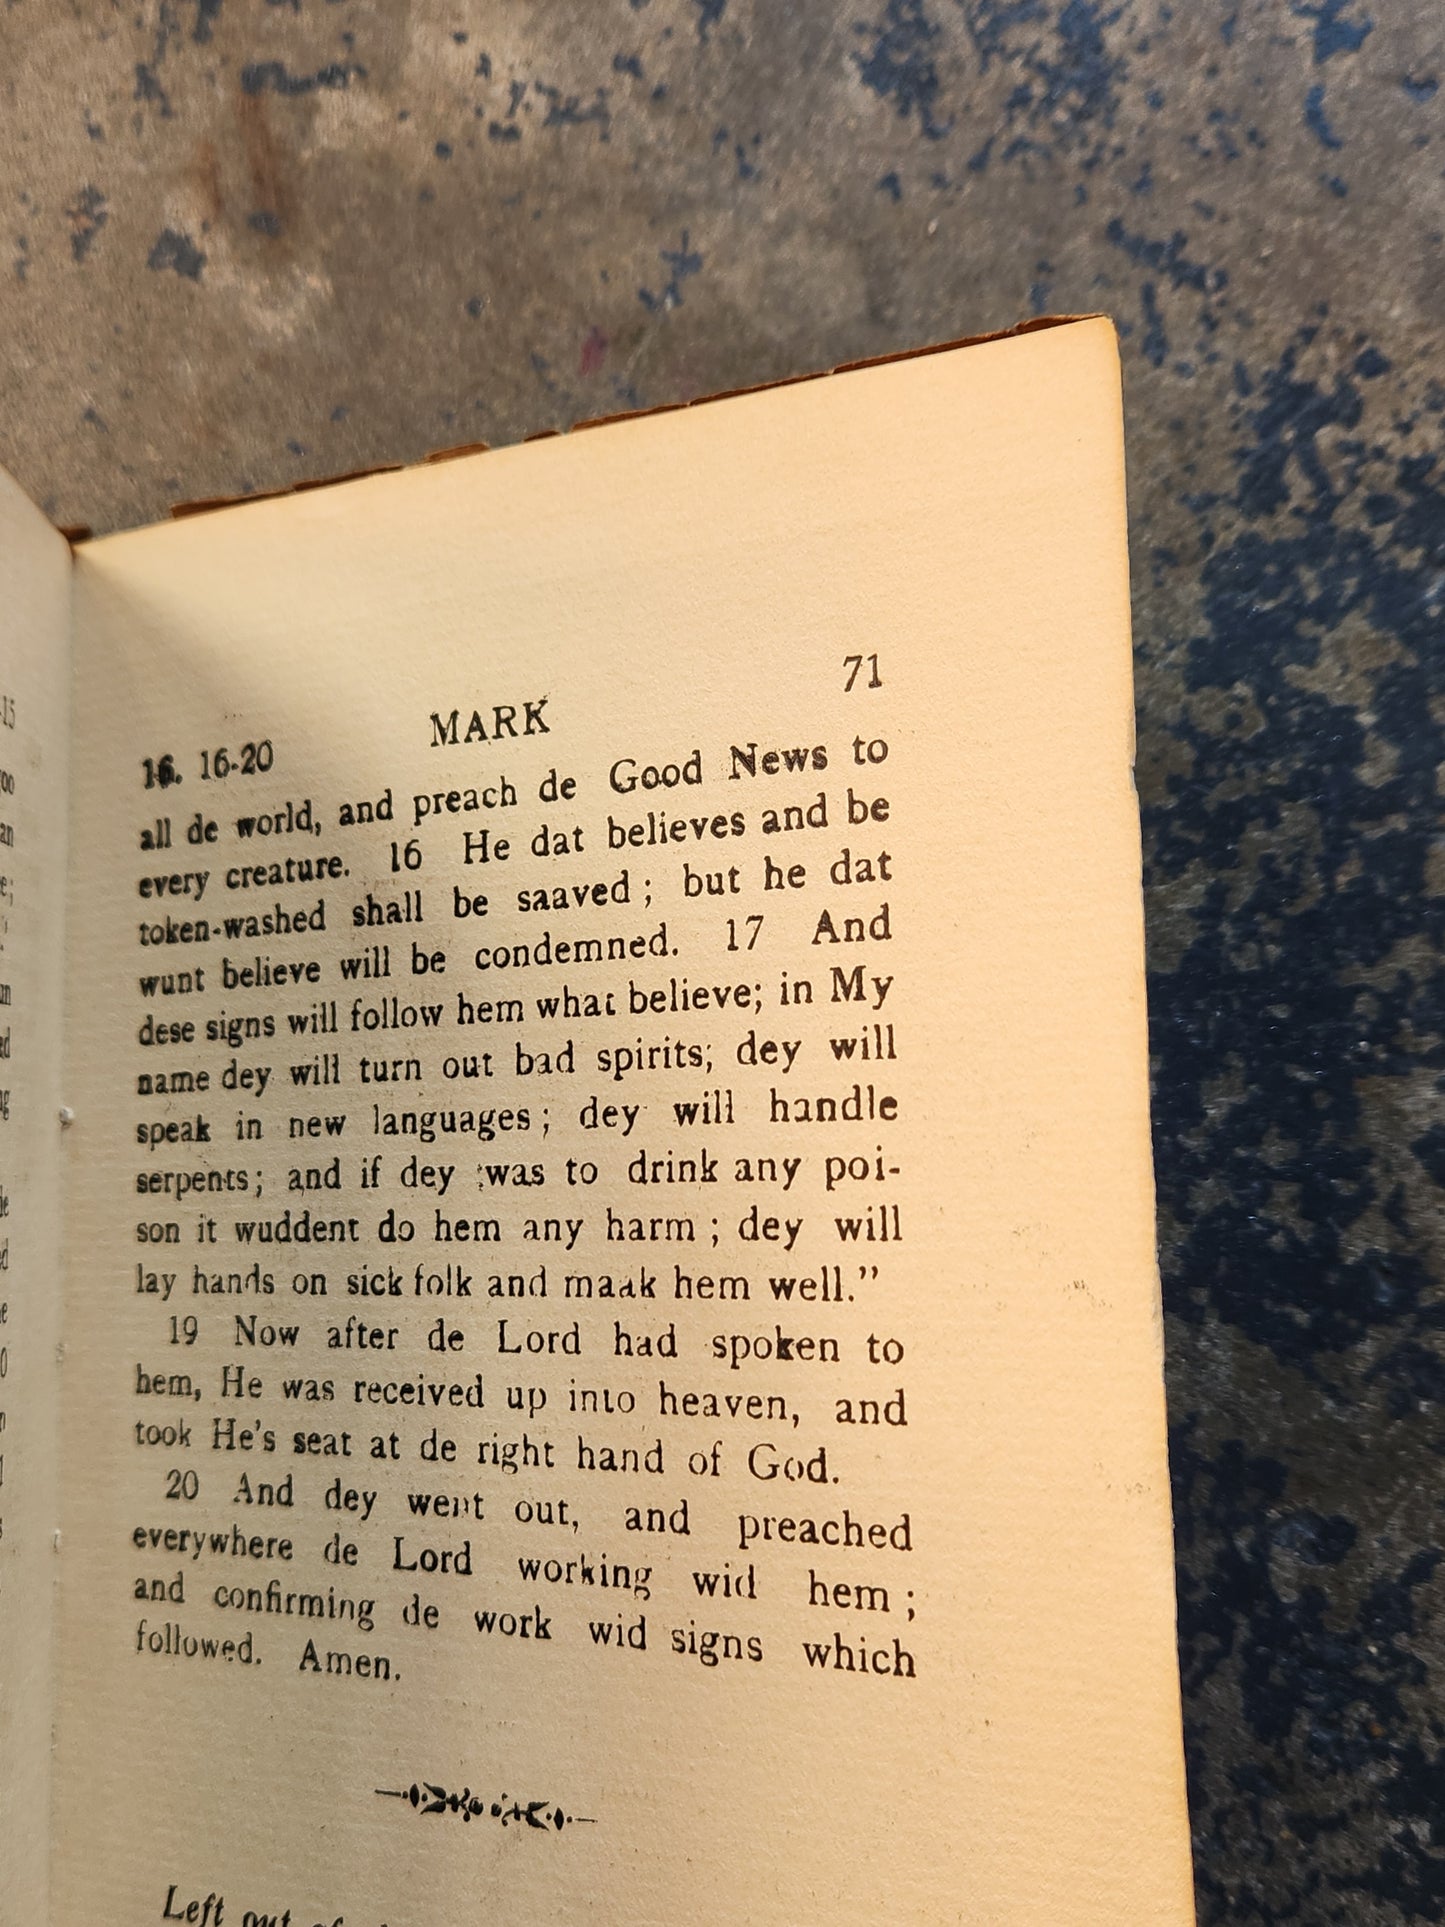 71
16. 16-20 MARK
all de world, and preach de Good News to
every creature. 16 He dat believes and be
token-washed shall be saaved; but he dat
wunt believe will be condemned. 17 And
dese signs will follow hem what believe; in My
name dey will turn out bad spirits; dey will
speak in new languages; dey will handle
serpents; and if dey was to drink any poi-
son it wuddent do hem any harm; dey will
lay hands on sick folk and maak hem well.”
19 Now after de Lord had spoken to
hem, He was received up into heaven, and
took He's seat at de right hand of God.
20 And dey went out, and preached
everywhere de Lord working wid hem;
and confirming de work wid signs which
followed. Amen.
Left out of